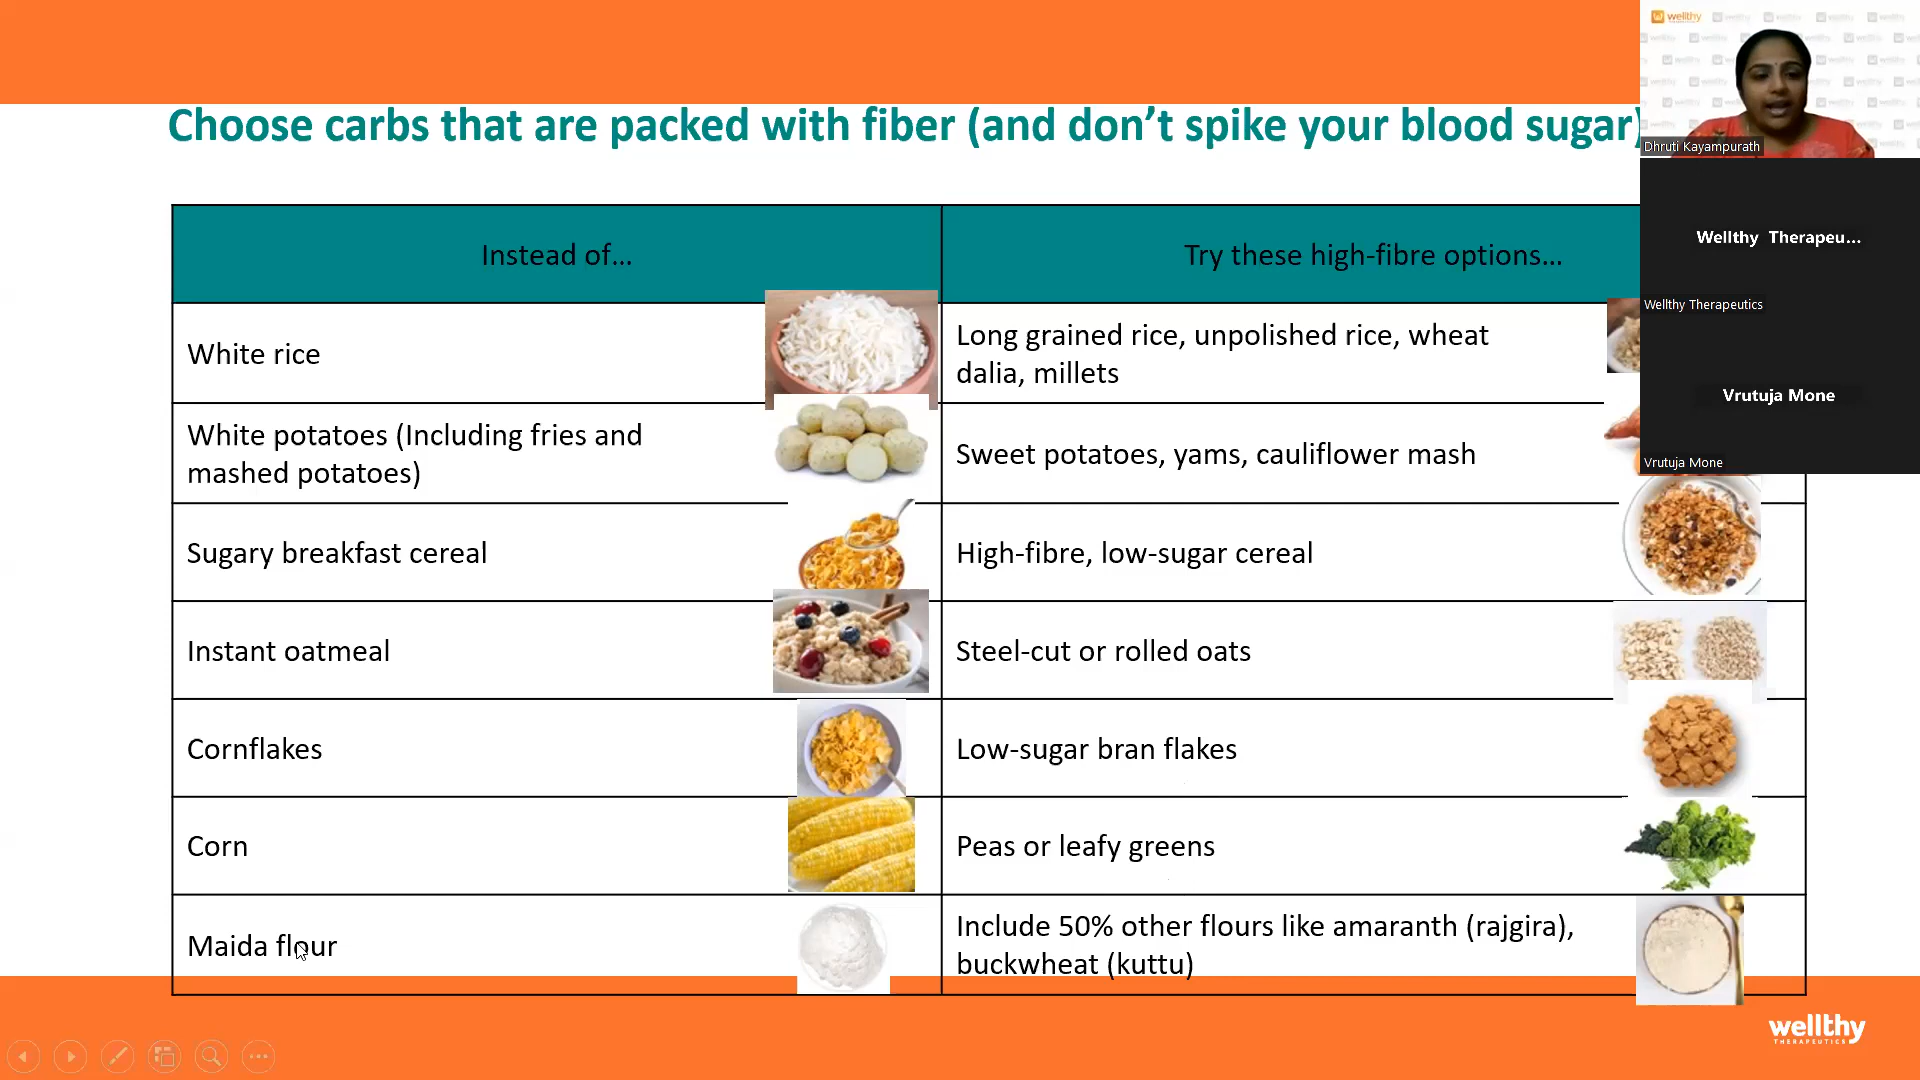 wellthy
Choose carbs that are packed with fiber (and don’t spike your blood sugar)
Dhruti Kayampurath
Instead of...
Try these high-fibre options...
Wellthy Therapeu...
Wellthy Therapeutics
White rice
Long grained rice, unpolished rice, wheat
dalia, millets
Vrutuja Mone
Vrutuja Mone
White potatoes (Including fries and
mashed potatoes)
Sweet potatoes, yams, cauliflower mash
Sugary breakfast cereal
High-fibre, low-sugar cereal
Instant oatmeal
Steel-cut or rolled oats
Cornflakes
Low-sugar bran flakes
Corn
Peas or leafy greens
Maida flour
Include 50% other flours like amaranth (rajgira),
buckwheat (kuttu)
wellthy
THERAPEUTICS